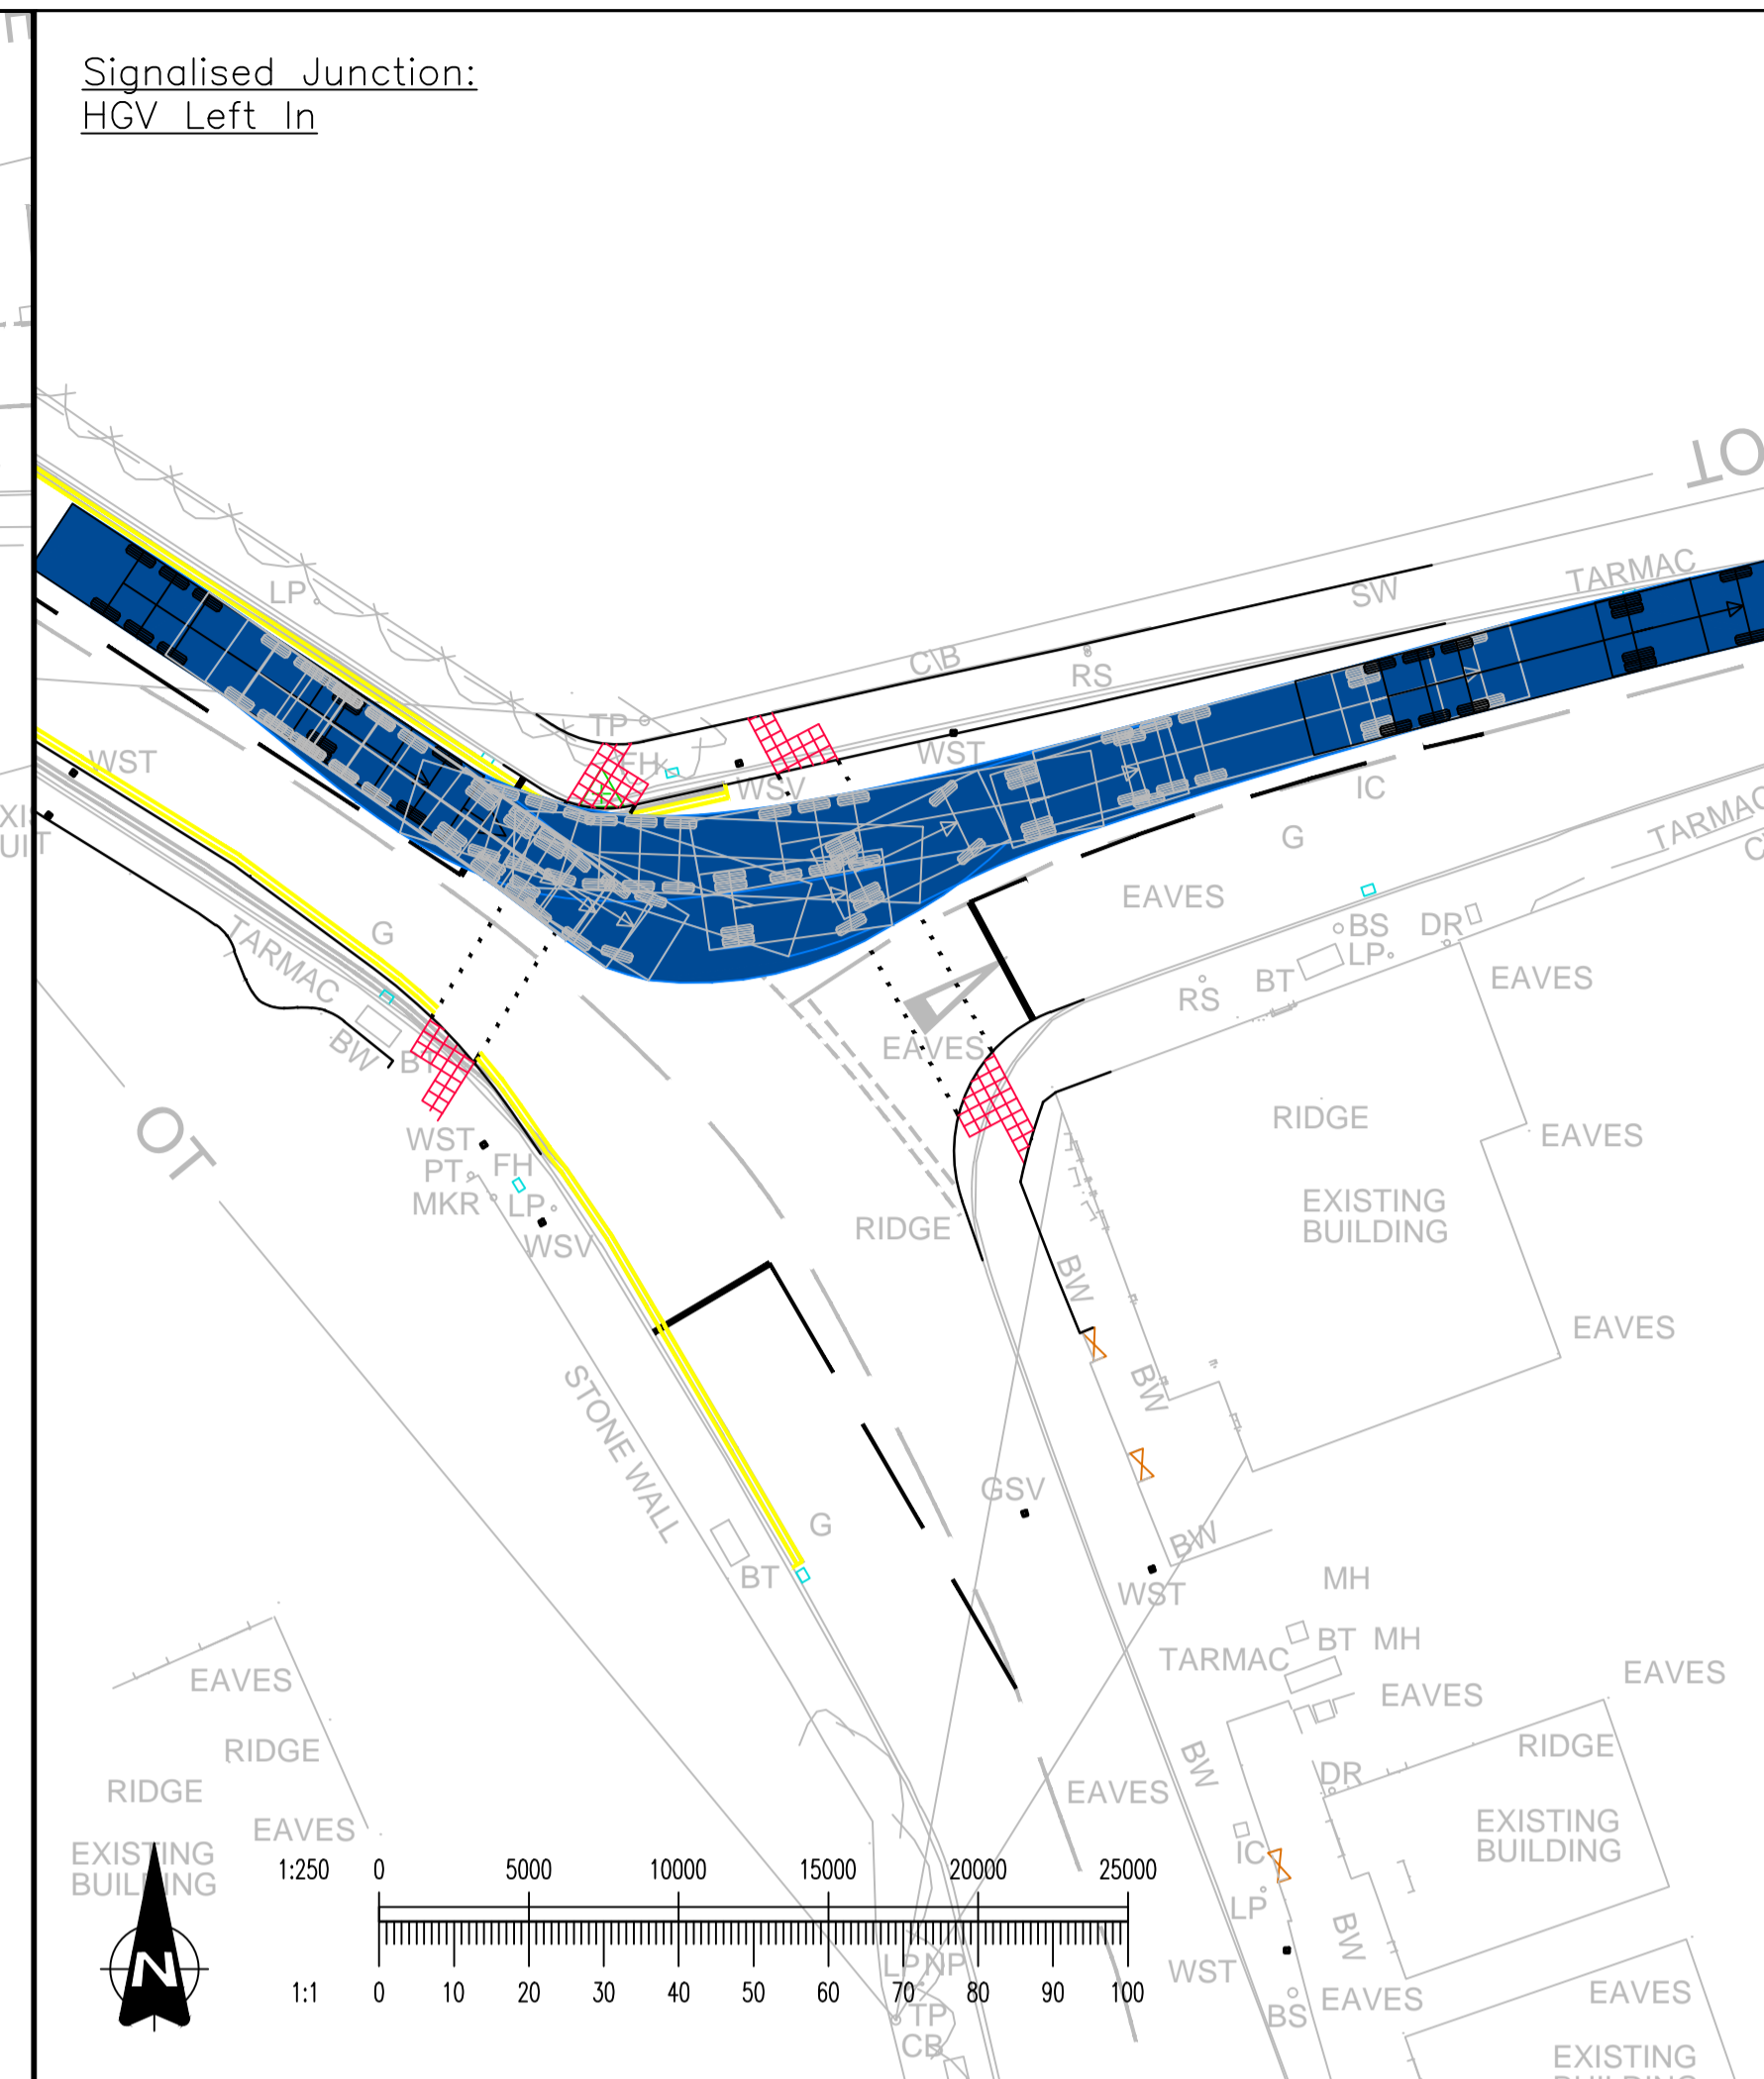 Signalised Junction:
HGV Left In
OT
TARMAC
LP
SW
C\B
RS
TP
FH
WST
WSV
WST
IC
TARMAC
G
EAVES
TARMAC
G
BS
DR
LP
BT
RS
EAVES
BW
BT
EAVES
OT
RIDGE
EAVES
WST
PT
FH
MKR
LP
WSV
RIDGE
EXISTING
BUILDING
BW
EAVES
STONE WALL
BW
GSV
G
BT
BW
WST
MH
BT
MH
TARMAC
EAVES
EAVES
EAVES
RIDGE
RIDGE
BW
DR
RIDGE
EAVES
EAVES
EXISTING
BUILDING
EXISTING
BUILDING
IC
LP
BW
1:250
0
5000
10000
15000
20000
25000
N
1:1
0
10
20
30
40
50
60
70
80
90
100
LP
NP
WST
TP
CB
BS
EAVES
EAVES
EXISTING